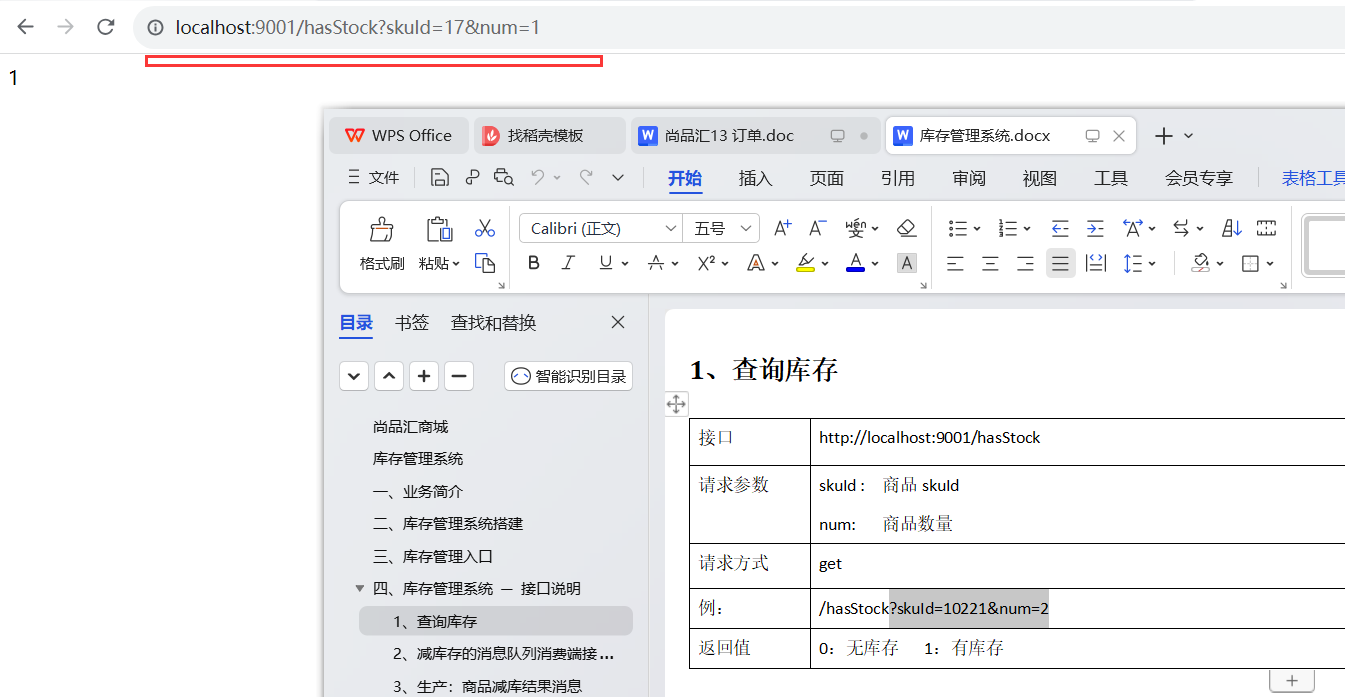 localhost:9001/hasStock?skuId=17&num=1
1
WPS Office 找稻壳模板 尚品汇13 订单.doc 库存管理系统.docx
文件 开始 插入 页面 引用 审阅 视图 工具 会员专享 表格工具
Calibri (正文) 五号
格式刷 粘贴
目录 书签 查找和替换
智能识别目录
尚品汇商城
库存管理系统
一、业务简介
二、库存管理系统搭建
三、库存管理入口
四、库存管理系统 — 接口说明
1、查询库存
2、减库存的消息队列消费端接...
3、生产：商品减库结果消息
1、查询库存
接口 http://localhost:9001/hasStock
请求参数 skuId： 商品 skuId
num: 商品数量
请求方式 get
例： /hasStock?skuId=10221&num=2
返回值 0：无库存 1：有库存